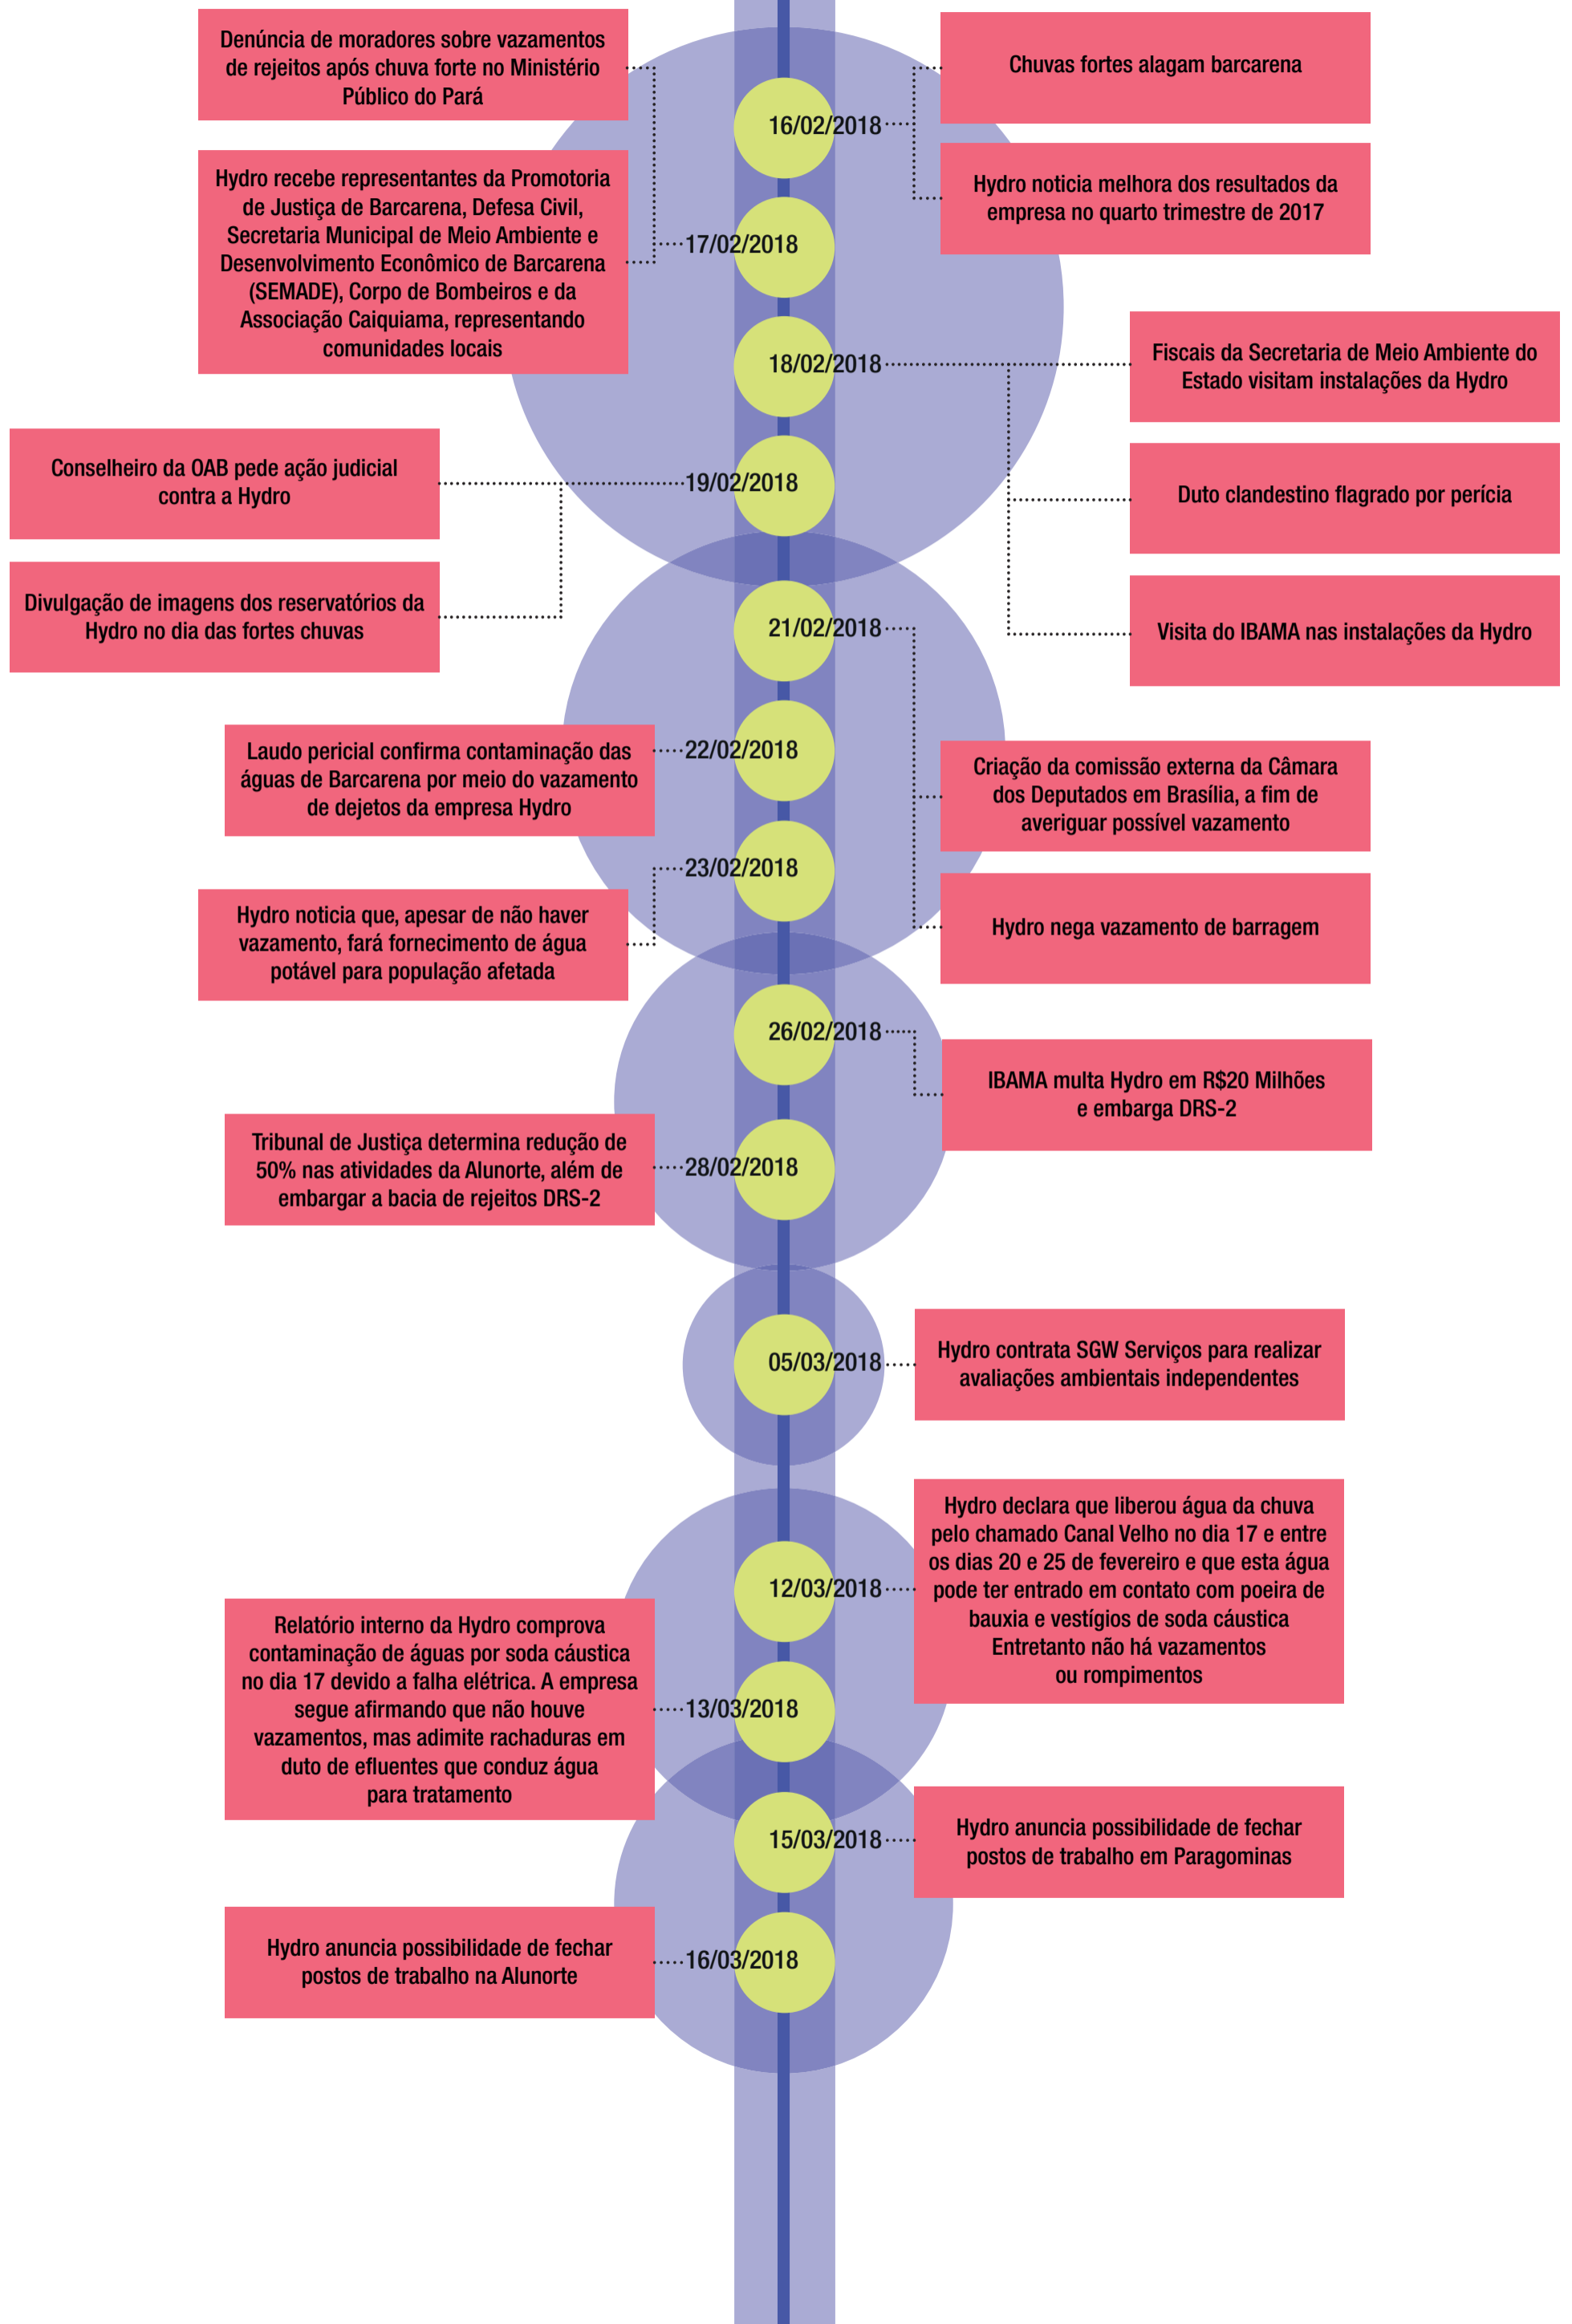 16/02/2018
Chuvas fortes alagam barcarena
Hydro noticia melhora dos resultados da
empresa no quarto trimestre de 2017
Denúncia de moradores sobre vazamentos
de rejeitos após chuva forte no Ministério
Público do Pará
Hydro recebe representantes da Promotoria
de Justiça de Barcarena, Defesa Civil,
Secretaria Municipal de Meio Ambiente e
Desenvolvimento Econômico de Barcarena
(SEMADE), Corpo de Bombeiros e da
Associação Caiquiama, representando
comunidades locais
17/02/2018
18/02/2018
Fiscais da Secretaria de Meio Ambiente do
Estado visitam instalações da Hydro
Duto clandestino flagrado por perícia
Visita do IBAMA nas instalações da Hydro
Conselheiro da OAB pede ação judicial
contra a Hydro
19/02/2018
Divulgação de imagens dos reservatórios da
Hydro no dia das fortes chuvas
21/02/2018
Criação da comissão externa da Câmara
dos Deputados em Brasília, a fim de
averiguar possível vazamento
Hydro nega vazamento de barragem
Laudo pericial confirma contaminação das
águas de Barcarena por meio do vazamento
de dejetos da empresa Hydro
22/02/2018
23/02/2018
Hydro noticia que, apesar de não haver
vazamento, fará fornecimento de água
potável para população afetada
26/02/2018
IBAMA multa Hydro em R$20 Milhões
e embarga DRS-2
Tribunal de Justiça determina redução de
50% nas atividades da Alunorte, além de
embargar a bacia de rejeitos DRS-2
28/02/2018
05/03/2018
Hydro contrata SGW Serviços para realizar
avaliações ambientais independentes
12/03/2018
Hydro declara que liberou água da chuva
pelo chamado Canal Velho no dia 17 e entre
os dias 20 e 25 de fevereiro e que esta água
pode ter entrado em contato com poeira de
bauxia e vestígios de soda cáustica
Entretanto não há vazamentos
ou rompimentos
Relatório interno da Hydro comprova
contaminação de águas por soda cáustica
no dia 17 devido a falha elétrica. A empresa
segue afirmando que não houve
vazamentos, mas adimite rachaduras em
duto de efluentes que conduz água
para tratamento
13/03/2018
15/03/2018
Hydro anuncia possibilidade de fechar
postos de trabalho em Paragominas
Hydro anuncia possibilidade de fechar
postos de trabalho na Alunorte
16/03/2018